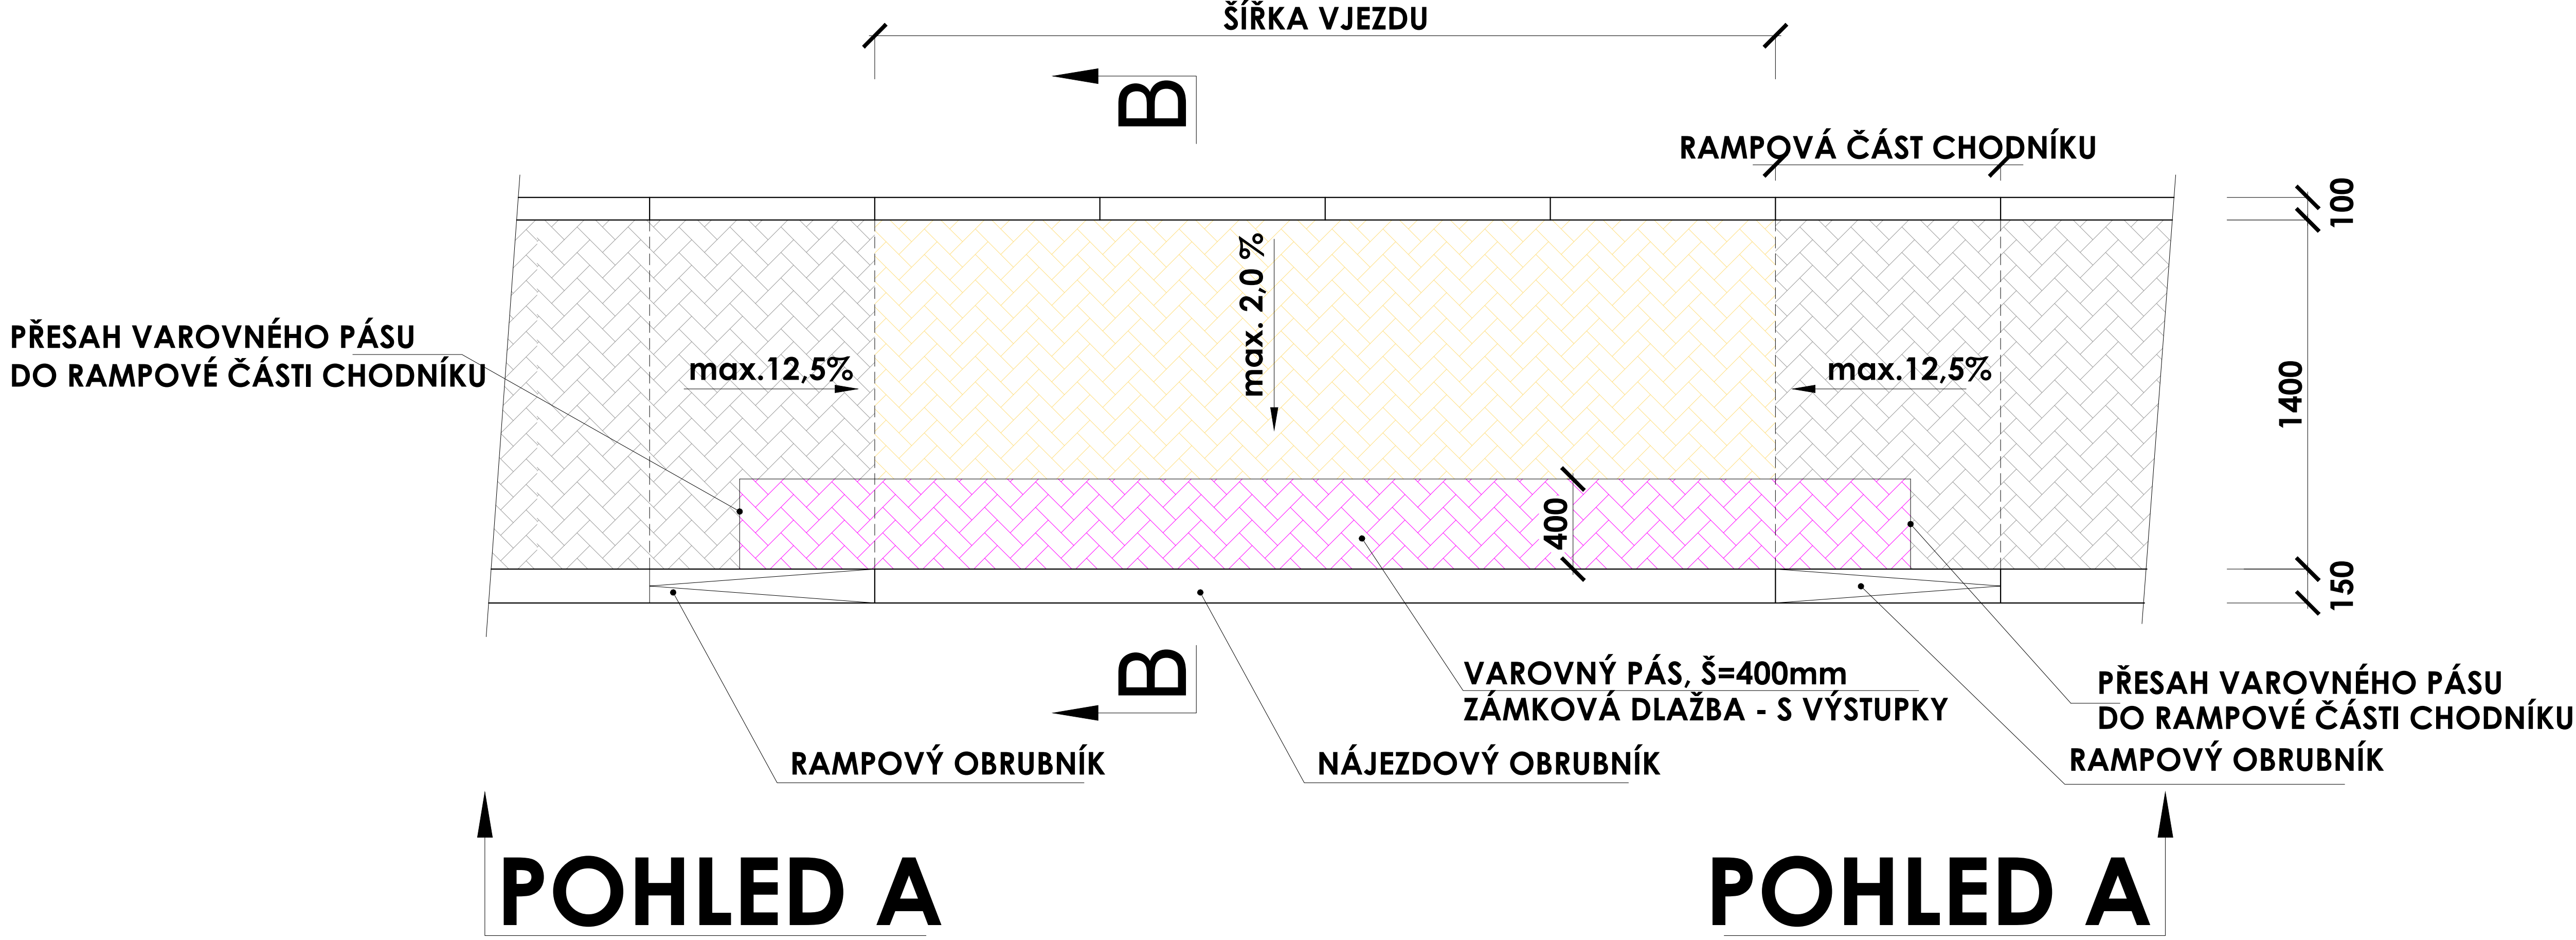 ŠÍŘKA VJEZDU
B
RAMPOVÁ ČÁST CHODNÍKU
100
max. 2,0 %
PŘESAH VAROVNÉHO PÁSU
DO RAMPOVÉ ČÁSTI CHODNÍKU
max.12,5%
max.12,5%
1400
400
150
B
VAROVNÝ PÁS, Š=400mm
ZÁMKOVÁ DLAŽBA - S VÝSTUPKY
PŘESAH VAROVNÉHO PÁSU
DO RAMPOVÉ ČÁSTI CHODNÍKU
RAMPOVÝ OBRUBNÍK
NÁJEZDOVÝ OBRUBNÍK
RAMPOVÝ OBRUBNÍK
POHLED A
POHLED A